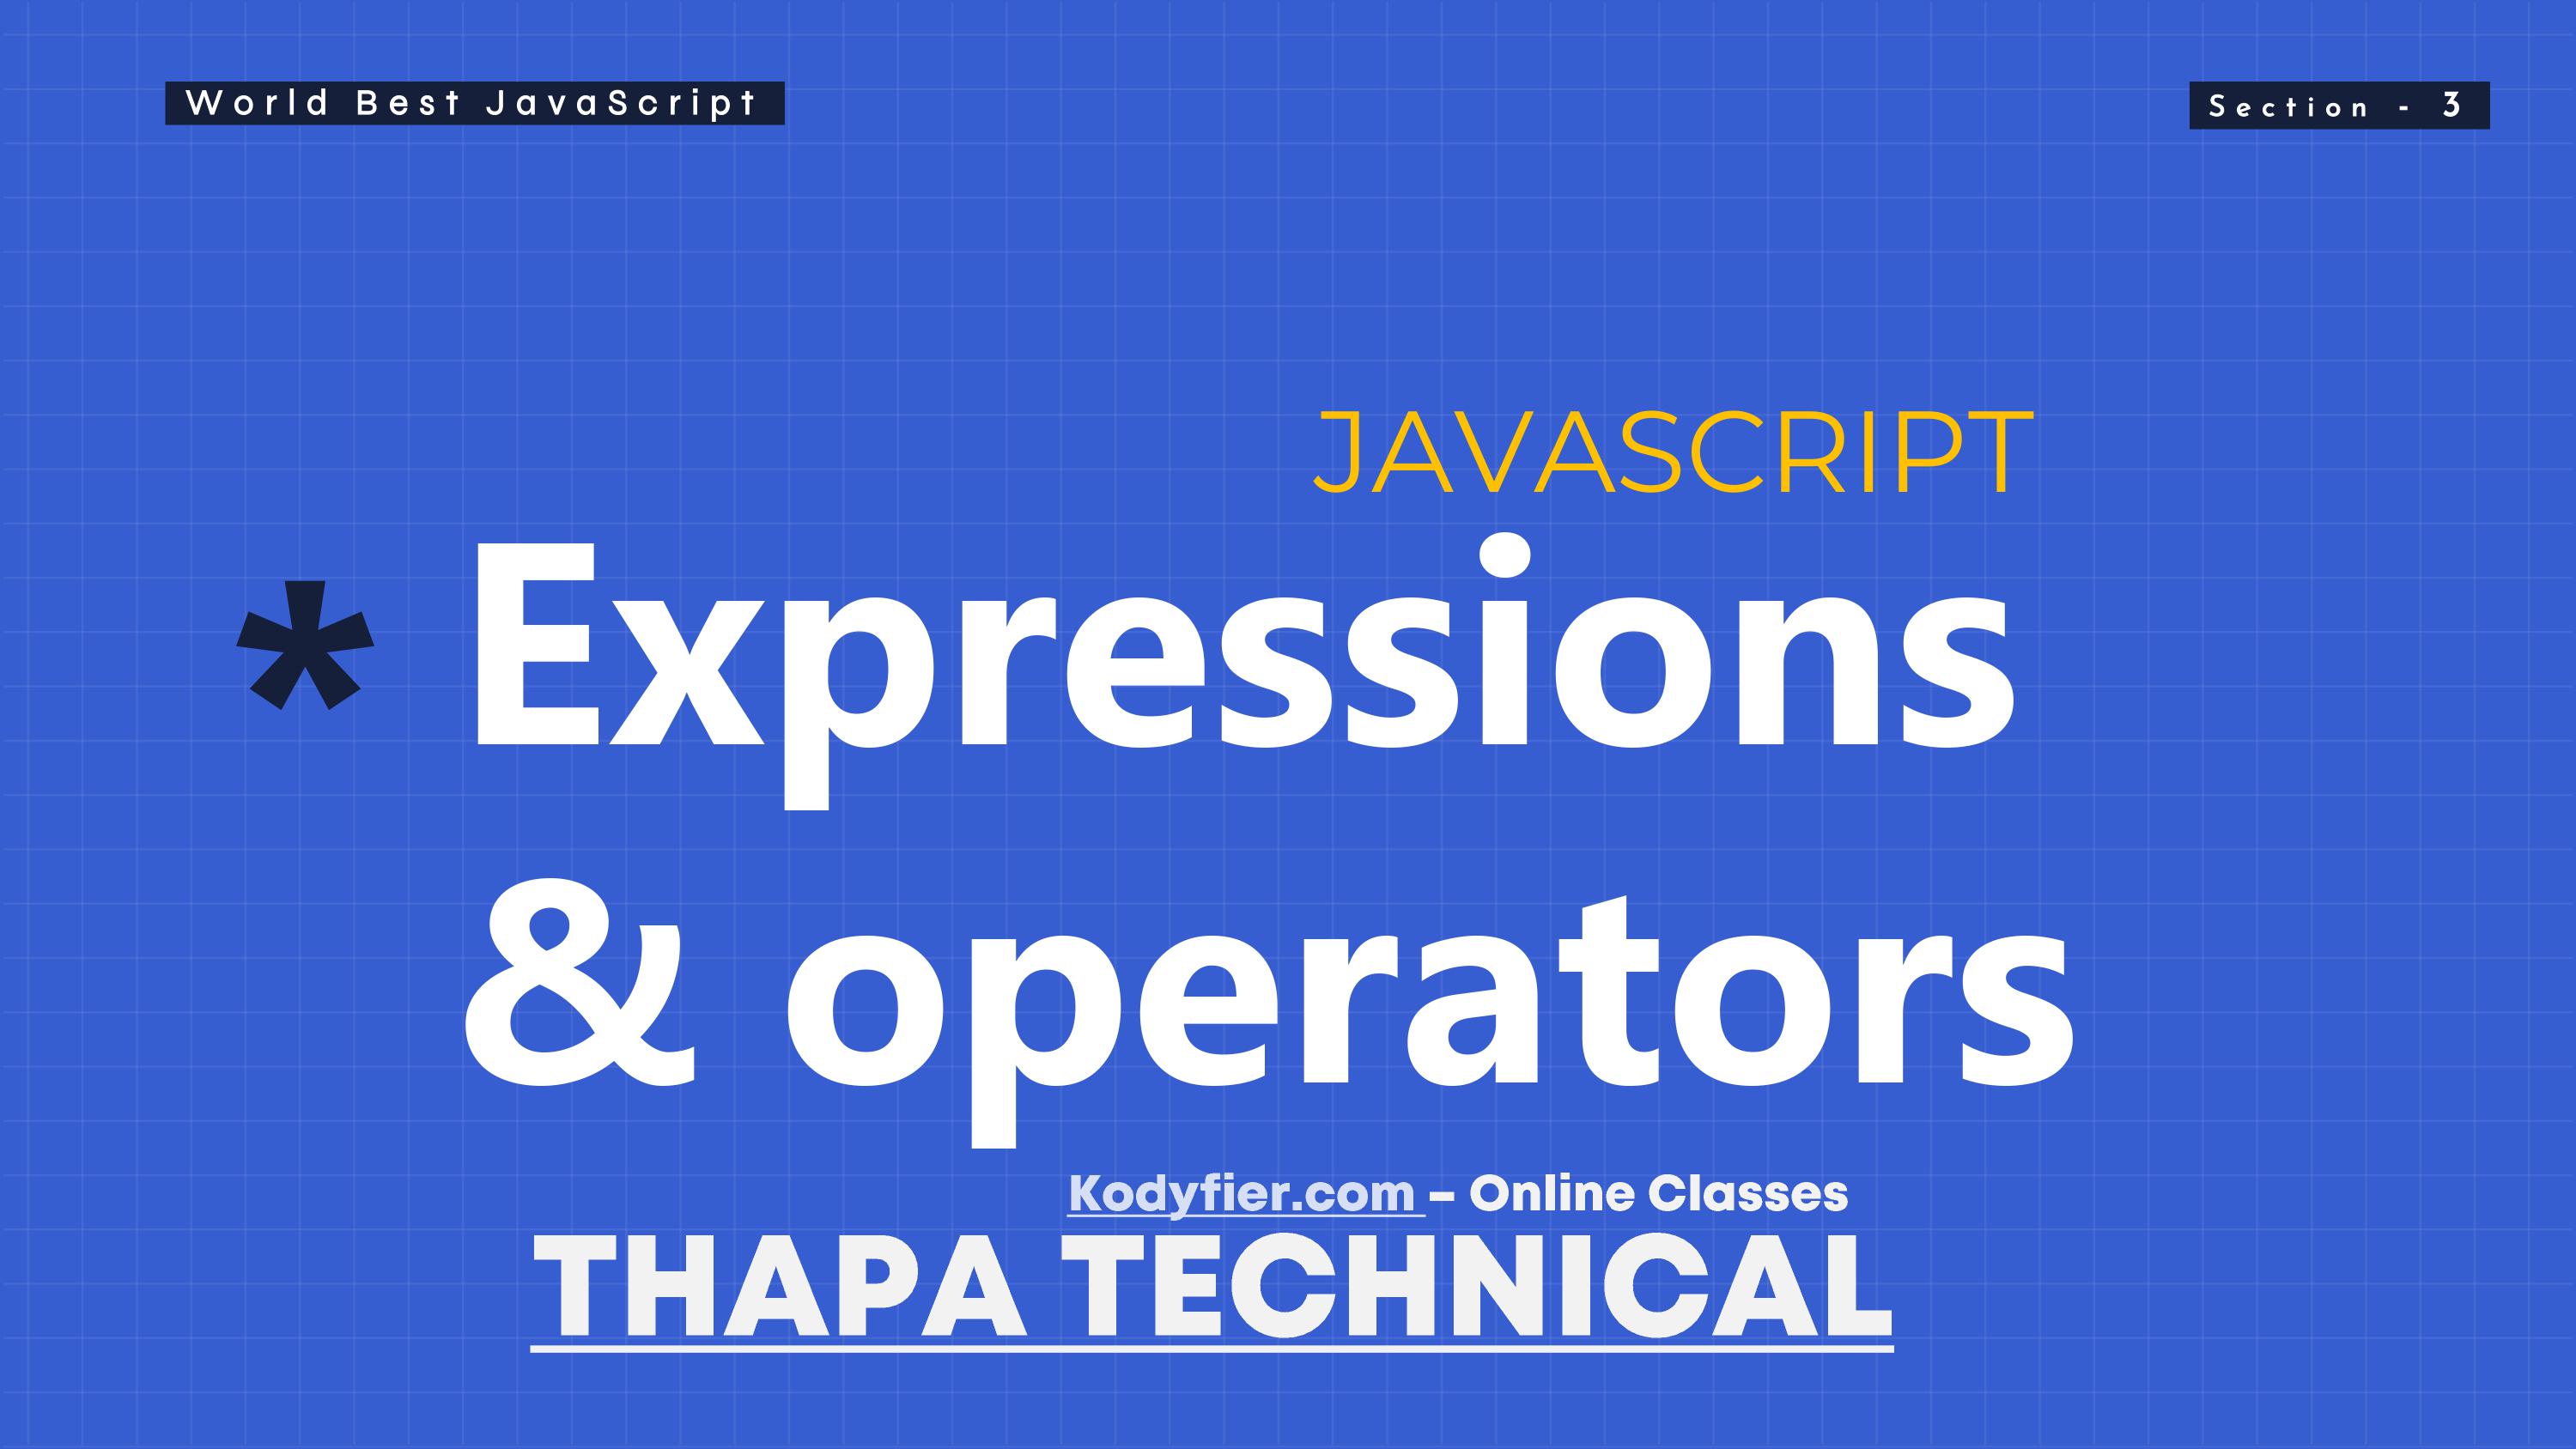 World Best JavaScript
Section - 3
JAVASCRIPT
* Expressions
& operators
Kodyfier.com – Online Classes
THAPA TECHNICAL